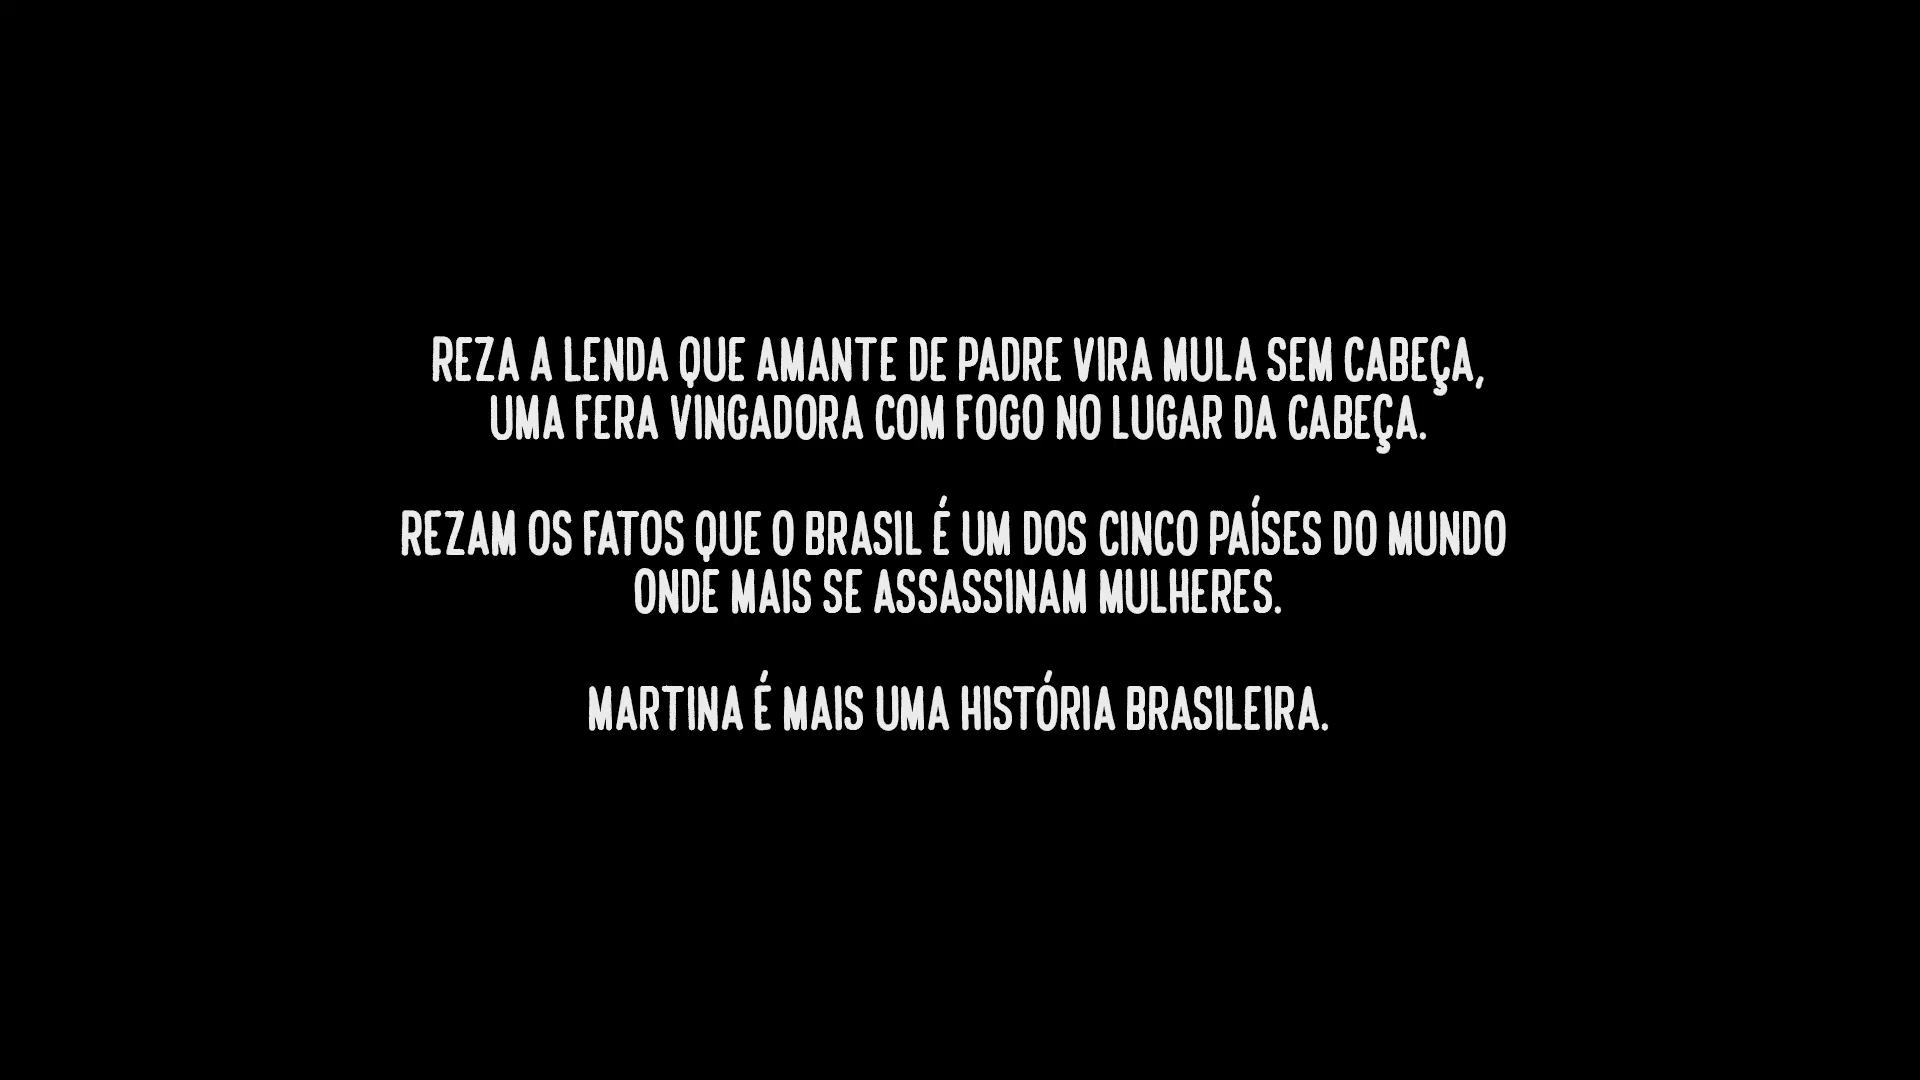 REZA A LENDA QUE AMANTE DE PADRE VIRA MULA SEM CABEÇA,
UMA FERA VINGADORA COM FOGO NO LUGAR DA CABEÇA.
REZAM OS FATOS QUE O BRASIL É UM DOS CINCO PAÍSES DO MUNDO
ONDE MAIS SE ASSASSINAM MULHERES.
MARTINA É MAIS UMA HISTÓRIA BRASILEIRA.